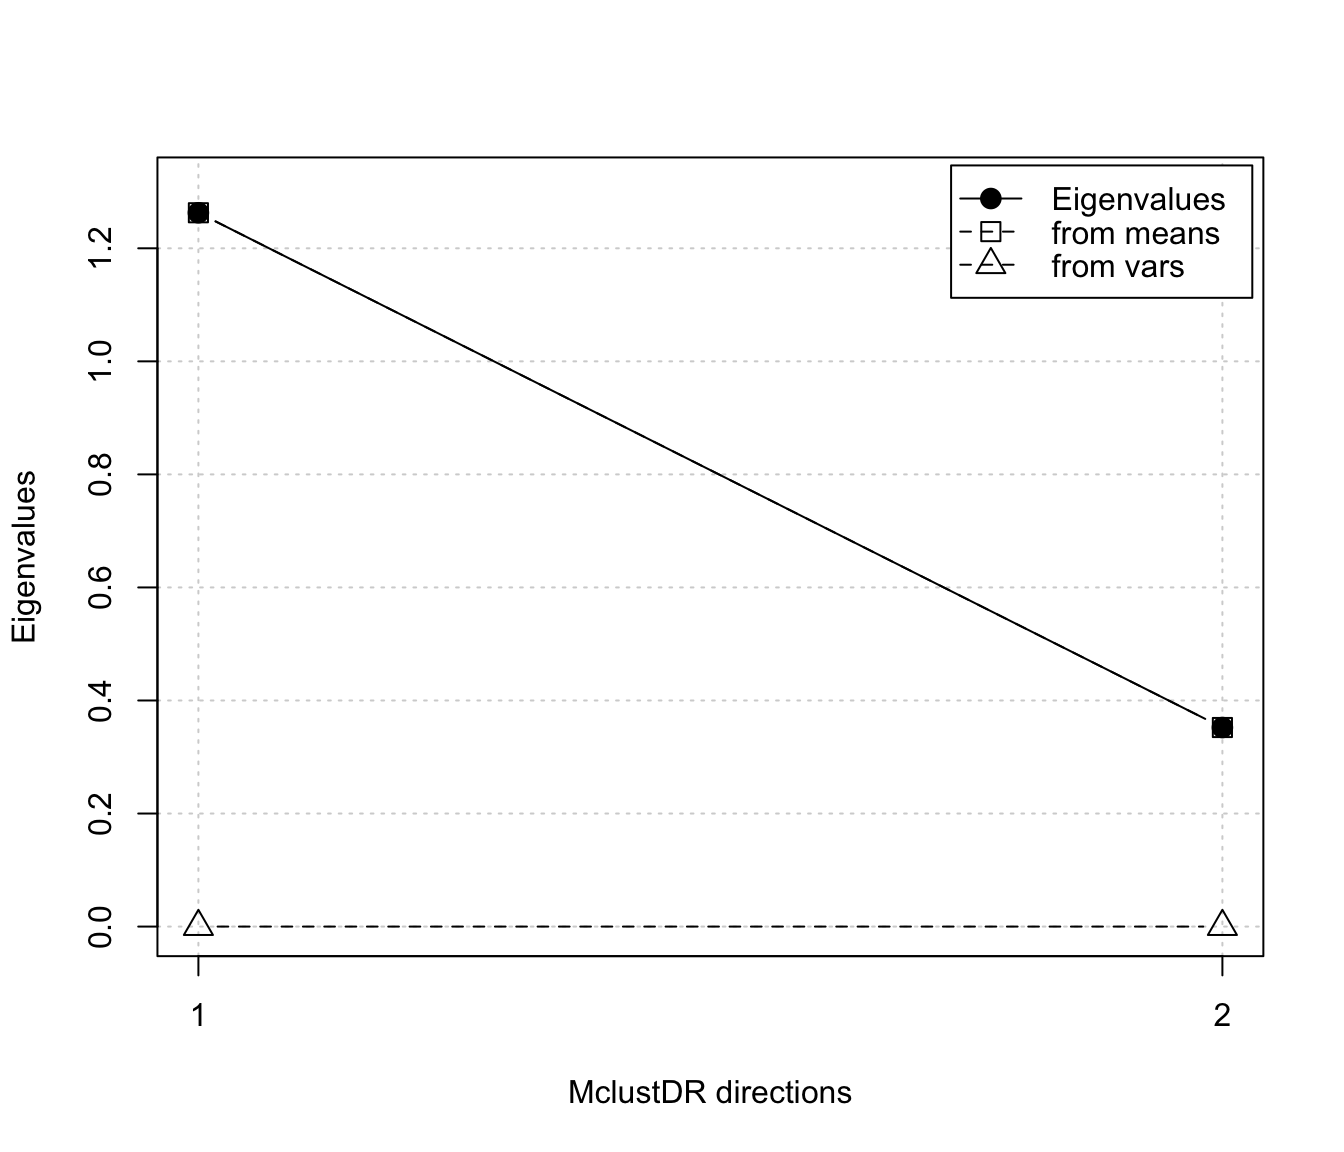 Eigenvalues
from means
from vars
1.2
1.0
0.8
0.6
0.4
0.2
0.0
Eigenvalues
1
2
MclustDR directions